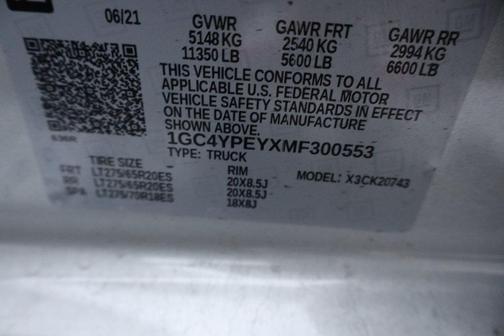 06/21 GVWR GAWR FRT GAWR RR
5148 KG 2540 KG 2994 KG
11350 LB 5600 LB 6600 LB
THIS VEHICLE CONFORMS TO ALL
APPLICABLE U.S. FEDERAL MOTOR
VEHICLE SAFETY STANDARDS IN EFFECT
ON THE DATE OF MANUFACTURE
SHOWN ABOVE.
1GC4YPEYXMF300553
TYPE: TRUCK
TIRE SIZE RIM MODEL: X3CK20743
FRT LT275/65R20ES 20X8.5J
RR LT275/65R20ES 20X8.5J
SPA LT275/70R18ES 18X8J